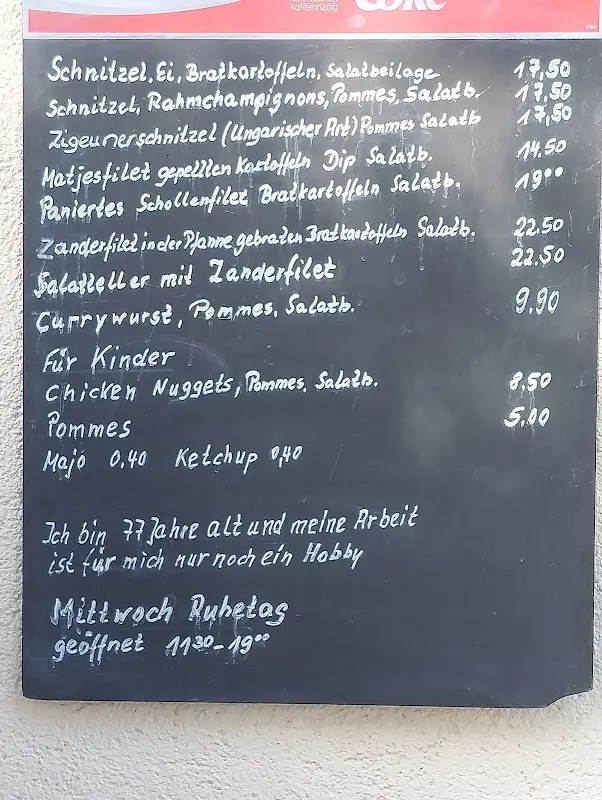 koffeinhaltig
Coke
Schnitzel, Ei, Bratkartoffeln, Salatbeilage 17,50
Schnitzel, Rahmchampignons, Pommes, Salatb. 17,50
Zigeunerschnitzel (Ungarischer Art) Pommes Salatb 17,50
Matjesfilet gepelllten Kartoffeln Dip Salatb. 14.50
Paniertes Schollenfilet Bratkartoffeln Salatb. 19⁰⁰
Zanderfilet in der Pfanne gebraten Bratkartoffeln Salatb. 22.50
Salatteller mit Zanderfilet 22.50
Currywurst, Pommes, Salatb. 9.90
Für Kinder
Chicken Nuggets, Pommes, Salatb. 8,50
Pommes 5,00
Majo 0,40 Ketchup 0,40
Ich bin 77 Jahre alt und meine Arbeit
ist für mich nur noch ein Hobby
Mittwoch Ruhetag
geöffnet 11³⁰-19⁰⁰